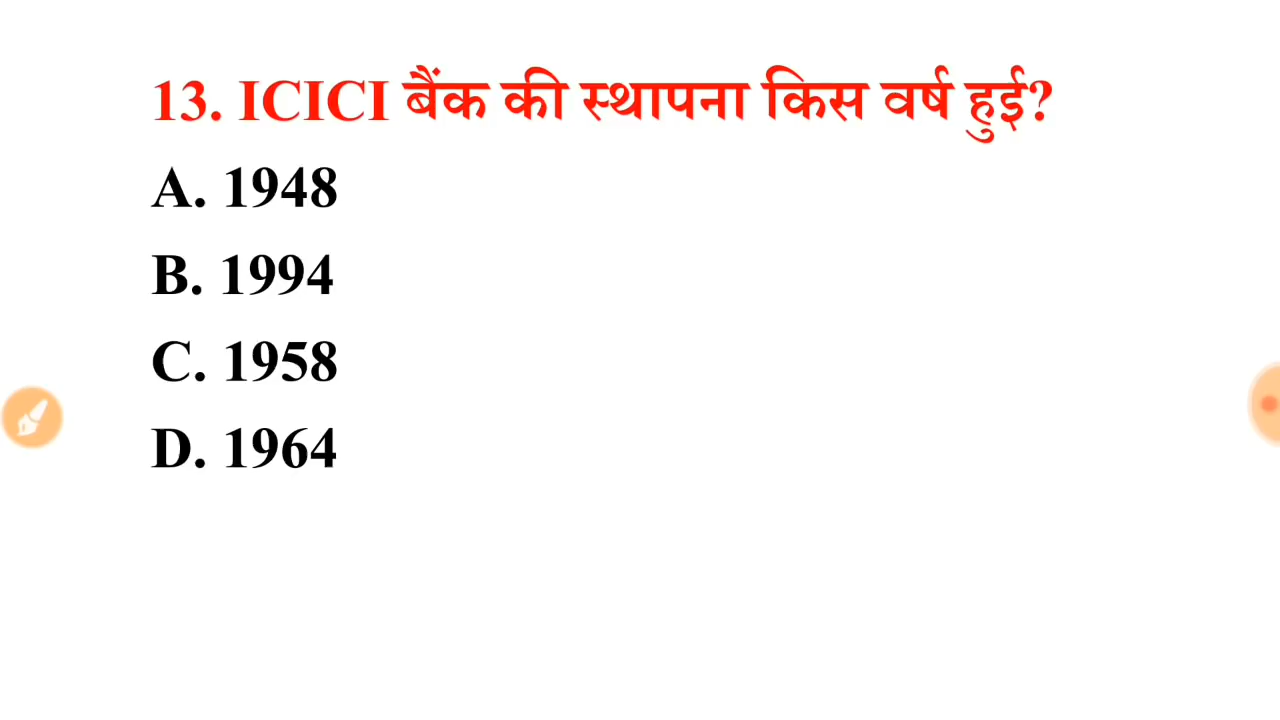 13. ICICI बैंक की स्थापना किस वर्ष हुई?
A. 1948
B. 1994
C. 1958
D. 1964